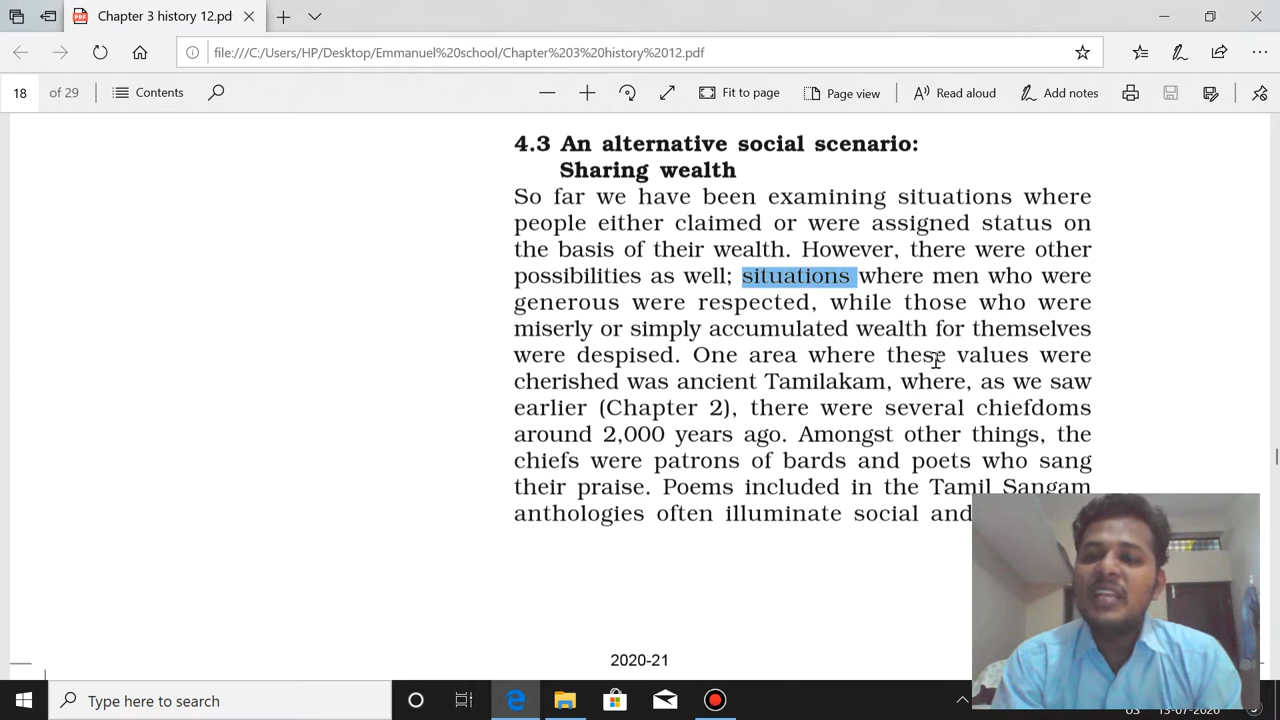 Chapter 3 history 12.pd
file:///C:/Users/HP/Desktop/Emmanuel%20school/Chapter%203%20history%2012.pdf
18 of 29 Contents Fit to page Page view Read aloud Add notes
4.3 An alternative social scenario:
Sharing wealth
So far we have been examining situations where
people either claimed or were assigned status on
the basis of their wealth. However, there were other
possibilities as well; situations where men who were
generous were respected, while those who were
miserly or simply accumulated wealth for themselves
were despised. One area where these values were
cherished was ancient Tamilakam, where, as we saw
earlier (Chapter 2), there were several chiefdoms
around 2,000 years ago. Amongst other things, the
chiefs were patrons of bards and poets who sang
their praise. Poems included in the Tamil Sangam
anthologies often illuminate social and
2020-21
Type here to search
13-07-2020